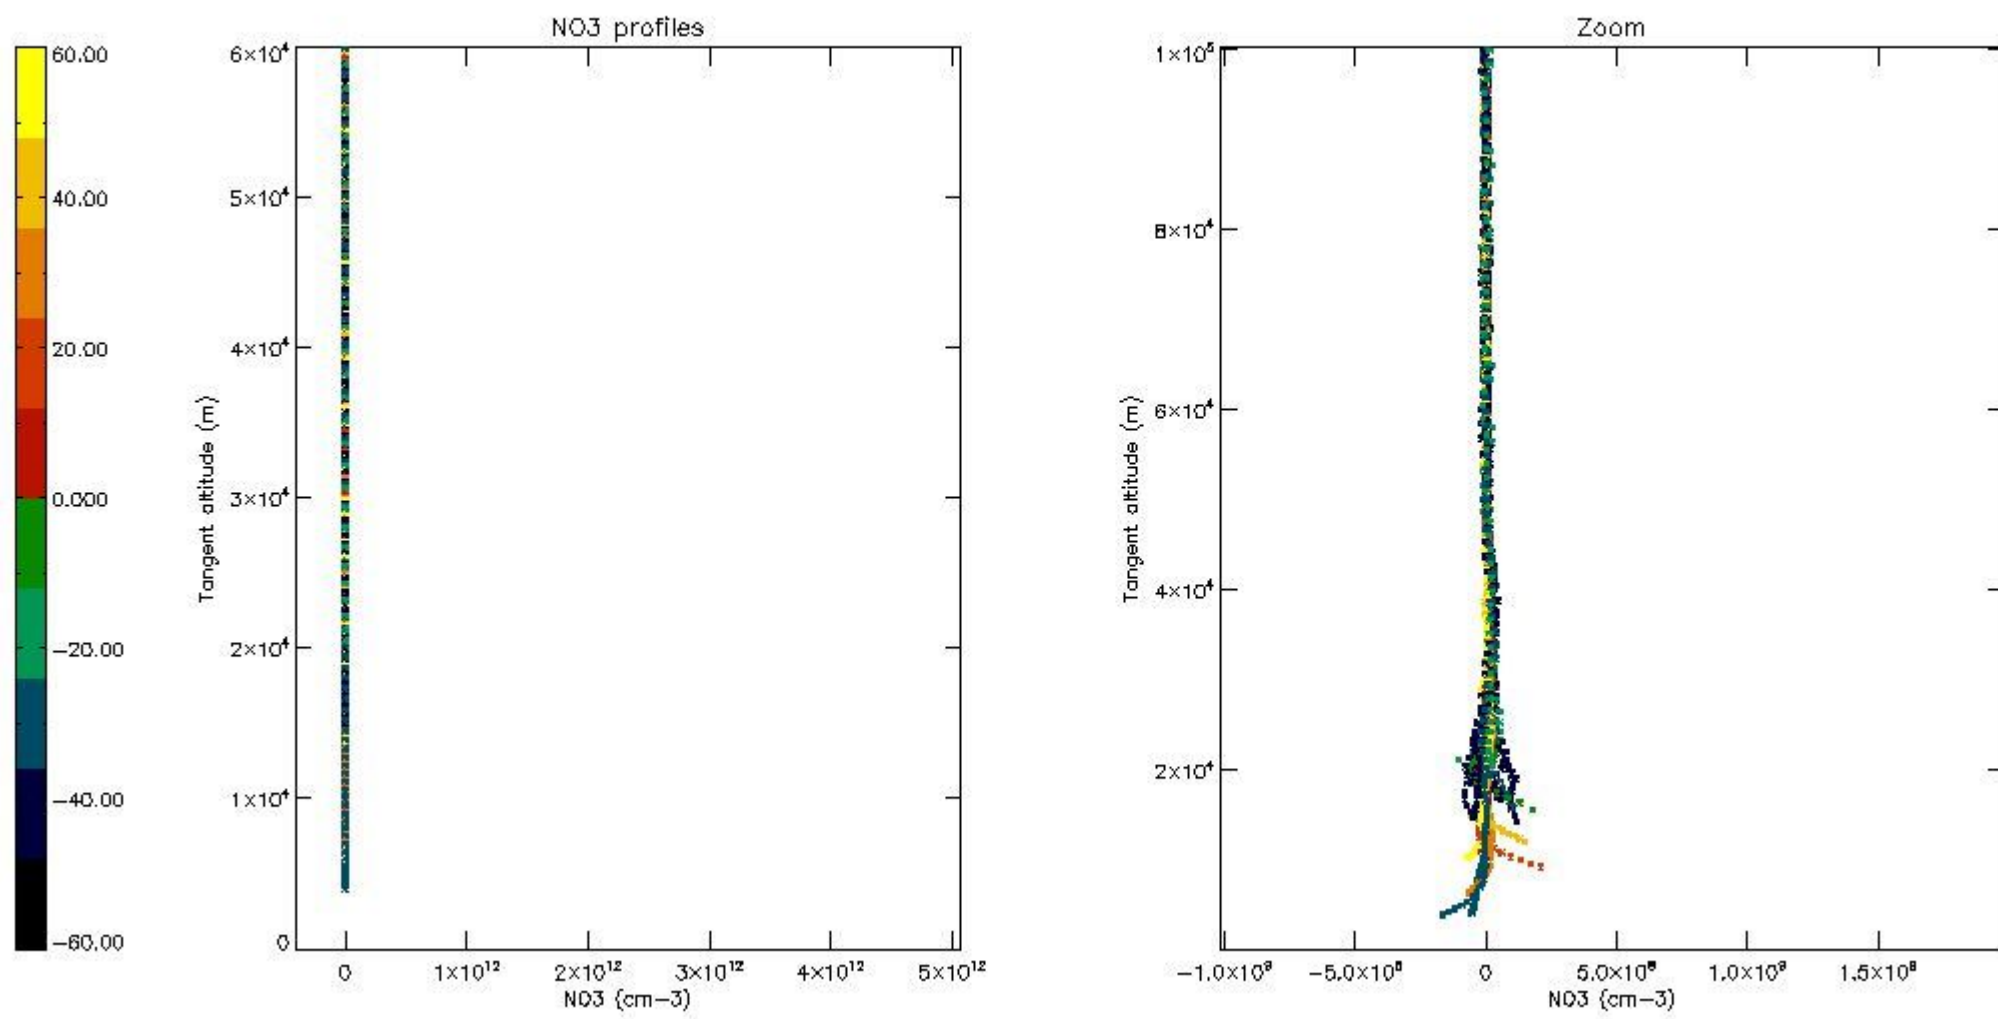 NO3 profiles
Zoom
60.00
40.00
20.00
0.000
−20.00
−40.00
−60.00
6×10⁴
5×10⁴
4×10⁴
3×10⁴
2×10⁴
1×10⁴
0
Tangent altitude (m)
0 1×10¹² 2×10¹² 3×10¹² 4×10¹² 5×10¹²
NO3 (cm−3)
1×10⁵
8×10⁴
6×10⁴
4×10⁴
2×10⁴
Tangent altitude (m)
−1.0×10⁹ −5.0×10⁸ 0 5.0×10⁸ 1.0×10⁹ 1.5×10⁹
NO3 (cm−3)